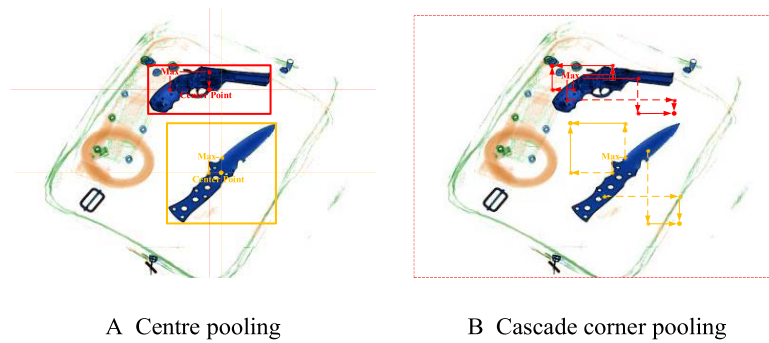 Max
Center Point
Max
Center Point
Max
Max
A Centre pooling
B Cascade corner pooling